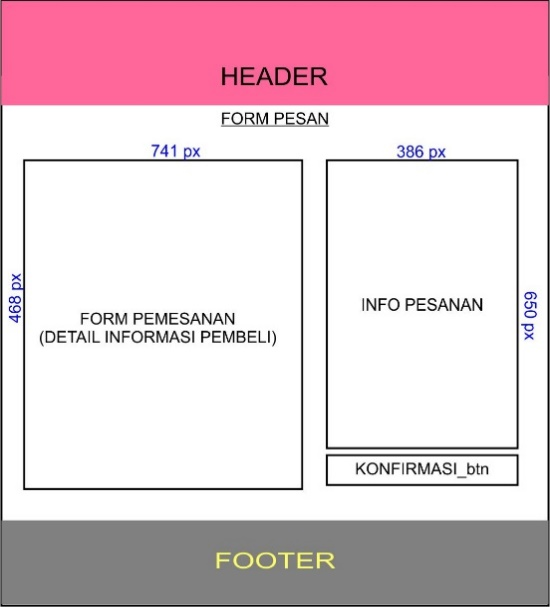 HEADER
FORM PESAN
741 px
386 px
468 px
FORM PEMESANAN
(DETAIL INFORMASI PEMBELI)
INFO PESANAN
650 px
KONFIRMASI_btn
FOOTER